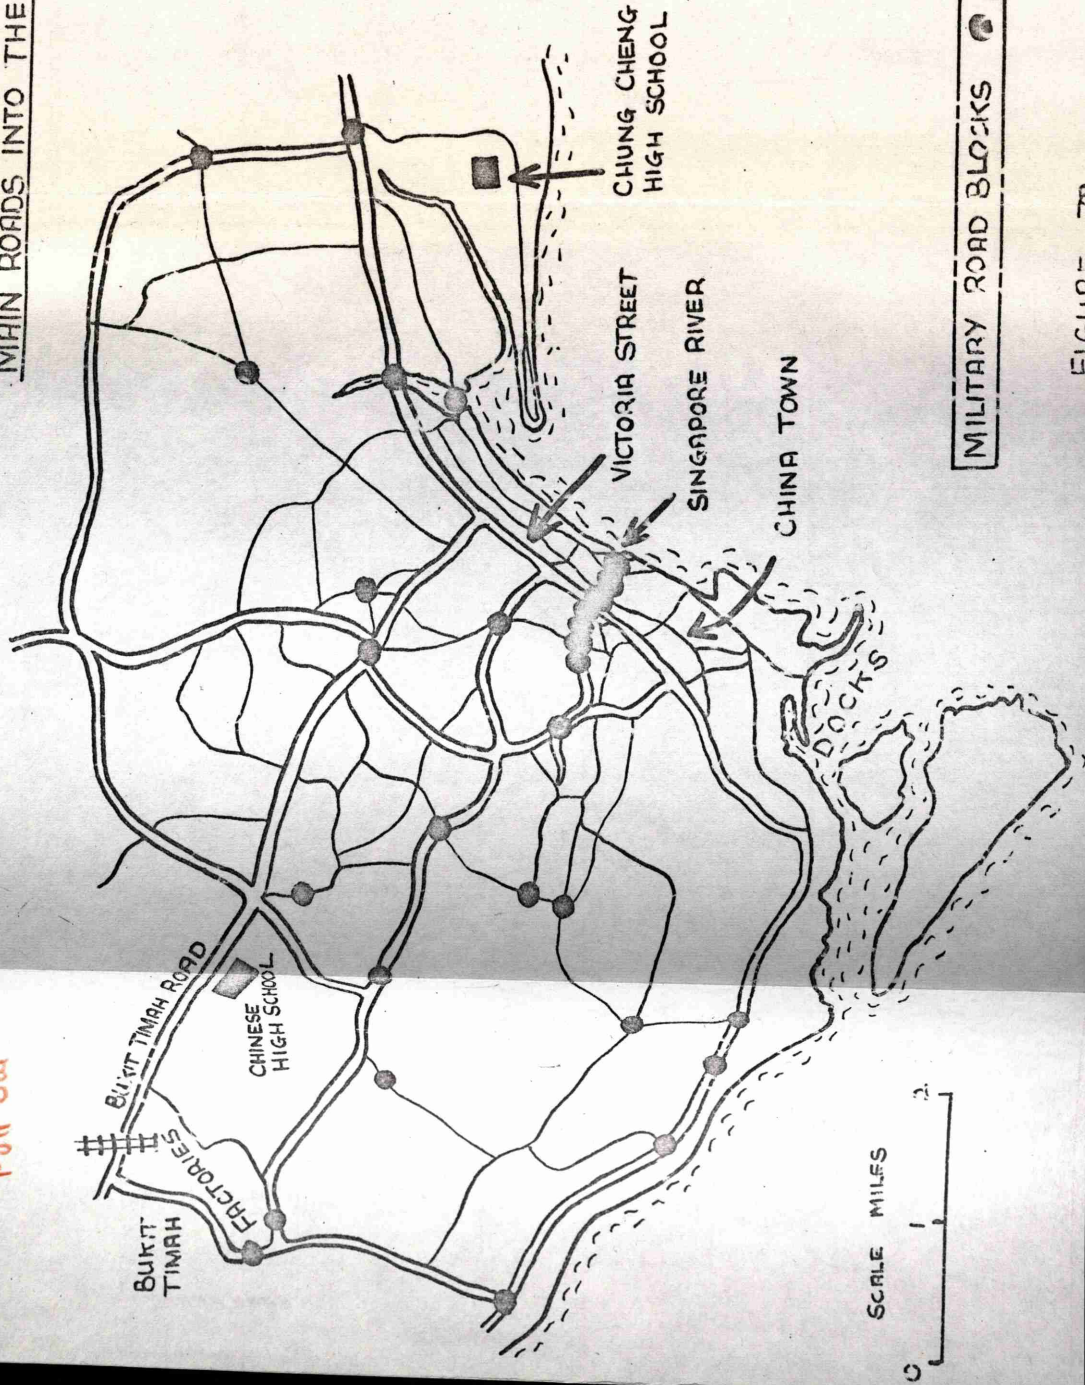 MAIN ROADS INTO THE
BUKIT
TIMAH
FACTORIES
BUKIT TIMAH ROAD
CHINESE
HIGH SCHOOL
CHUNG CHENG
HIGH SCHOOL
VICTORIA STREET
SINGAPORE RIVER
CHINA TOWN
DOCKS
SCALE MILES
0 1 2
MILITARY ROAD BLOCKS